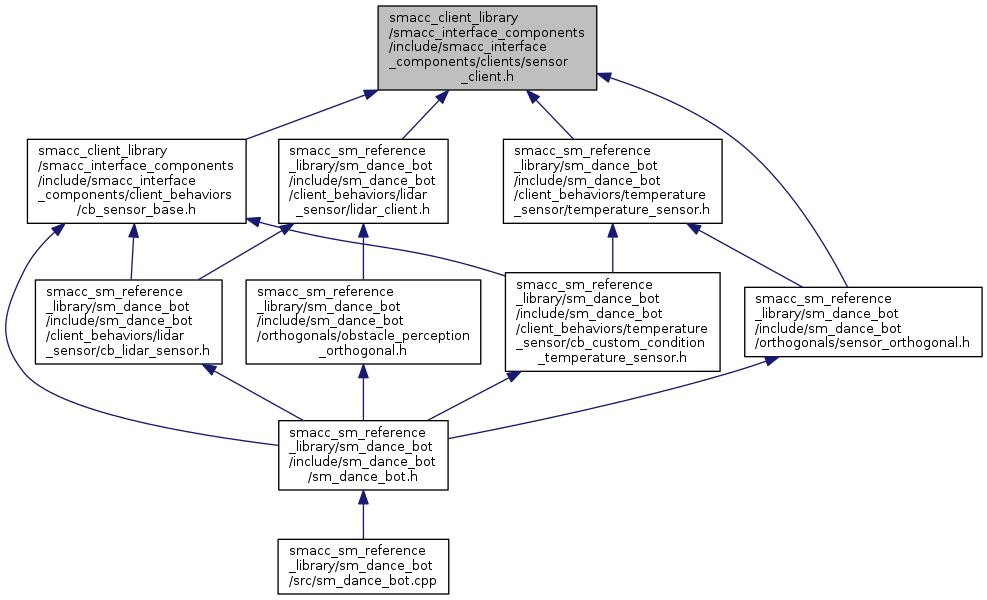 smacc_client_library
/smacc_interface_components
/include/smacc_interface
_components/clients/sensor
_client.h
smacc_client_library
/smacc_interface_components
/include/smacc_interface
_components/client_behaviors
/cb_sensor_base.h
smacc_sm_reference
_library/sm_dance_bot
/include/sm_dance_bot
/client_behaviors/lidar
_sensor/lidar_client.h
smacc_sm_reference
_library/sm_dance_bot
/include/sm_dance_bot
/client_behaviors/temperature
_sensor/temperature_sensor.h
smacc_sm_reference
_library/sm_dance_bot
/include/sm_dance_bot
/client_behaviors/lidar
_sensor/cb_lidar_sensor.h
smacc_sm_reference
_library/sm_dance_bot
/include/sm_dance_bot
/orthogonals/obstacle_perception
_orthogonal.h
smacc_sm_reference
_library/sm_dance_bot
/include/sm_dance_bot
/client_behaviors/temperature
_sensor/cb_custom_condition
_temperature_sensor.h
smacc_sm_reference
_library/sm_dance_bot
/include/sm_dance_bot
/orthogonals/sensor_orthogonal.h
smacc_sm_reference
_library/sm_dance_bot
/include/sm_dance_bot
/sm_dance_bot.h
smacc_sm_reference
_library/sm_dance_bot
/src/sm_dance_bot.cpp